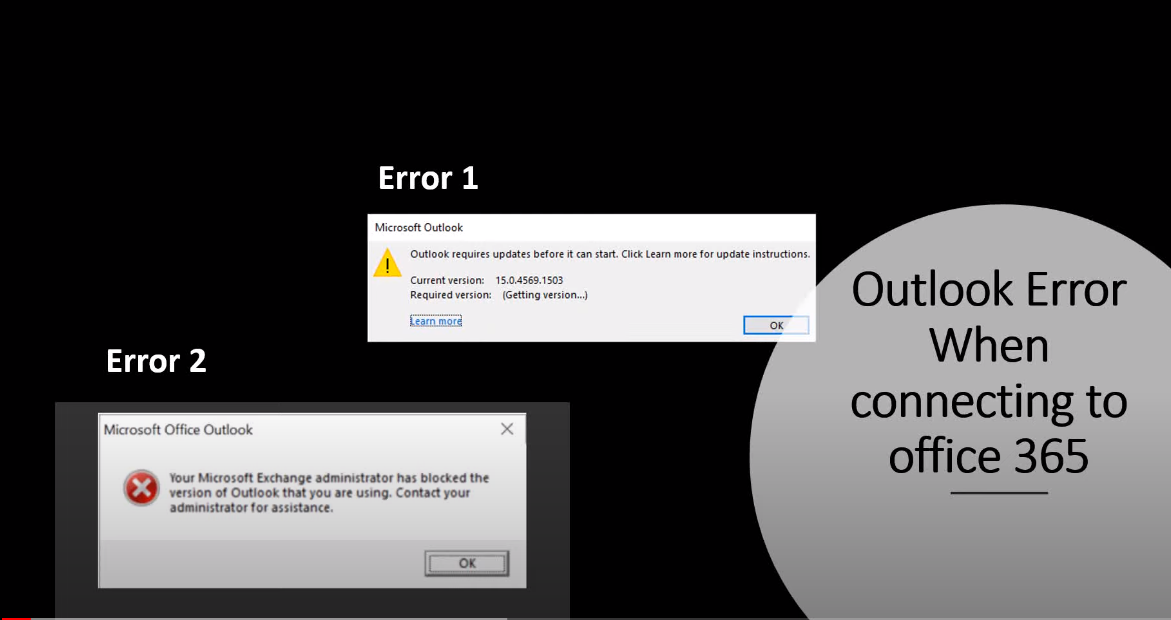 Error 1
Microsoft Outlook
Outlook requires updates before it can start. Click Learn more for update instructions.
Current version: 15.0.4569.1503
Required version: (Getting version...)
Learn more
OK
Error 2
Microsoft Office Outlook
Your Microsoft Exchange administrator has blocked the
version of Outlook that you are using. Contact your
administrator for assistance.
OK
Outlook Error
When
connecting to
office 365